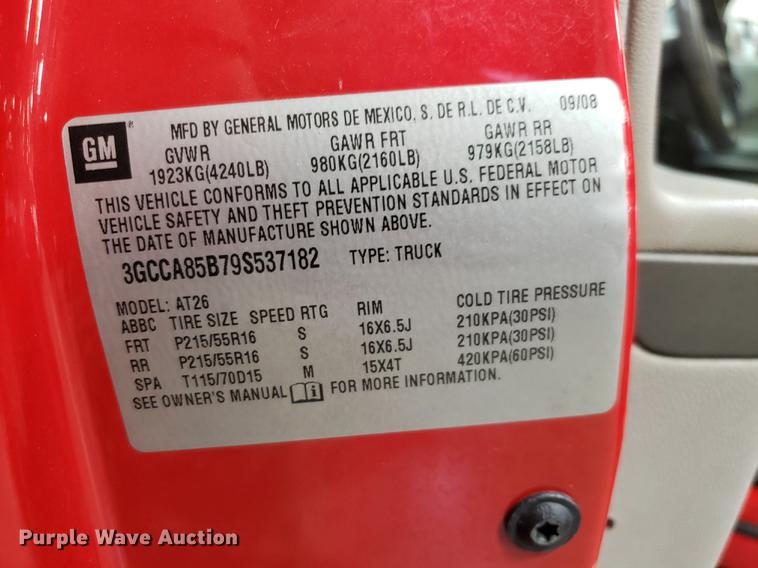 GM
MFD BY GENERAL MOTORS DE MEXICO, S. DE R.L. DE C.V. 09/08
GVWR GAWR FRT GAWR RR
1923KG(4240LB) 980KG(2160LB) 979KG(2158LB)
THIS VEHICLE CONFORMS TO ALL APPLICABLE U.S. FEDERAL MOTOR
VEHICLE SAFETY AND THEFT PREVENTION STANDARDS IN EFFECT ON
THE DATE OF MANUFACTURE SHOWN ABOVE.
3GCCA85B79S537182 TYPE: TRUCK
MODEL: AT26
ABBC TIRE SIZE SPEED RTG RIM COLD TIRE PRESSURE
FRT P215/55R16 S 16X6.5J 210KPA(30PSI)
RR P215/55R16 S 16X6.5J 210KPA(30PSI)
SPA T115/70D15 M 15X4T 420KPA(60PSI)
SEE OWNER'S MANUAL i FOR MORE INFORMATION.
Purple Wave Auction